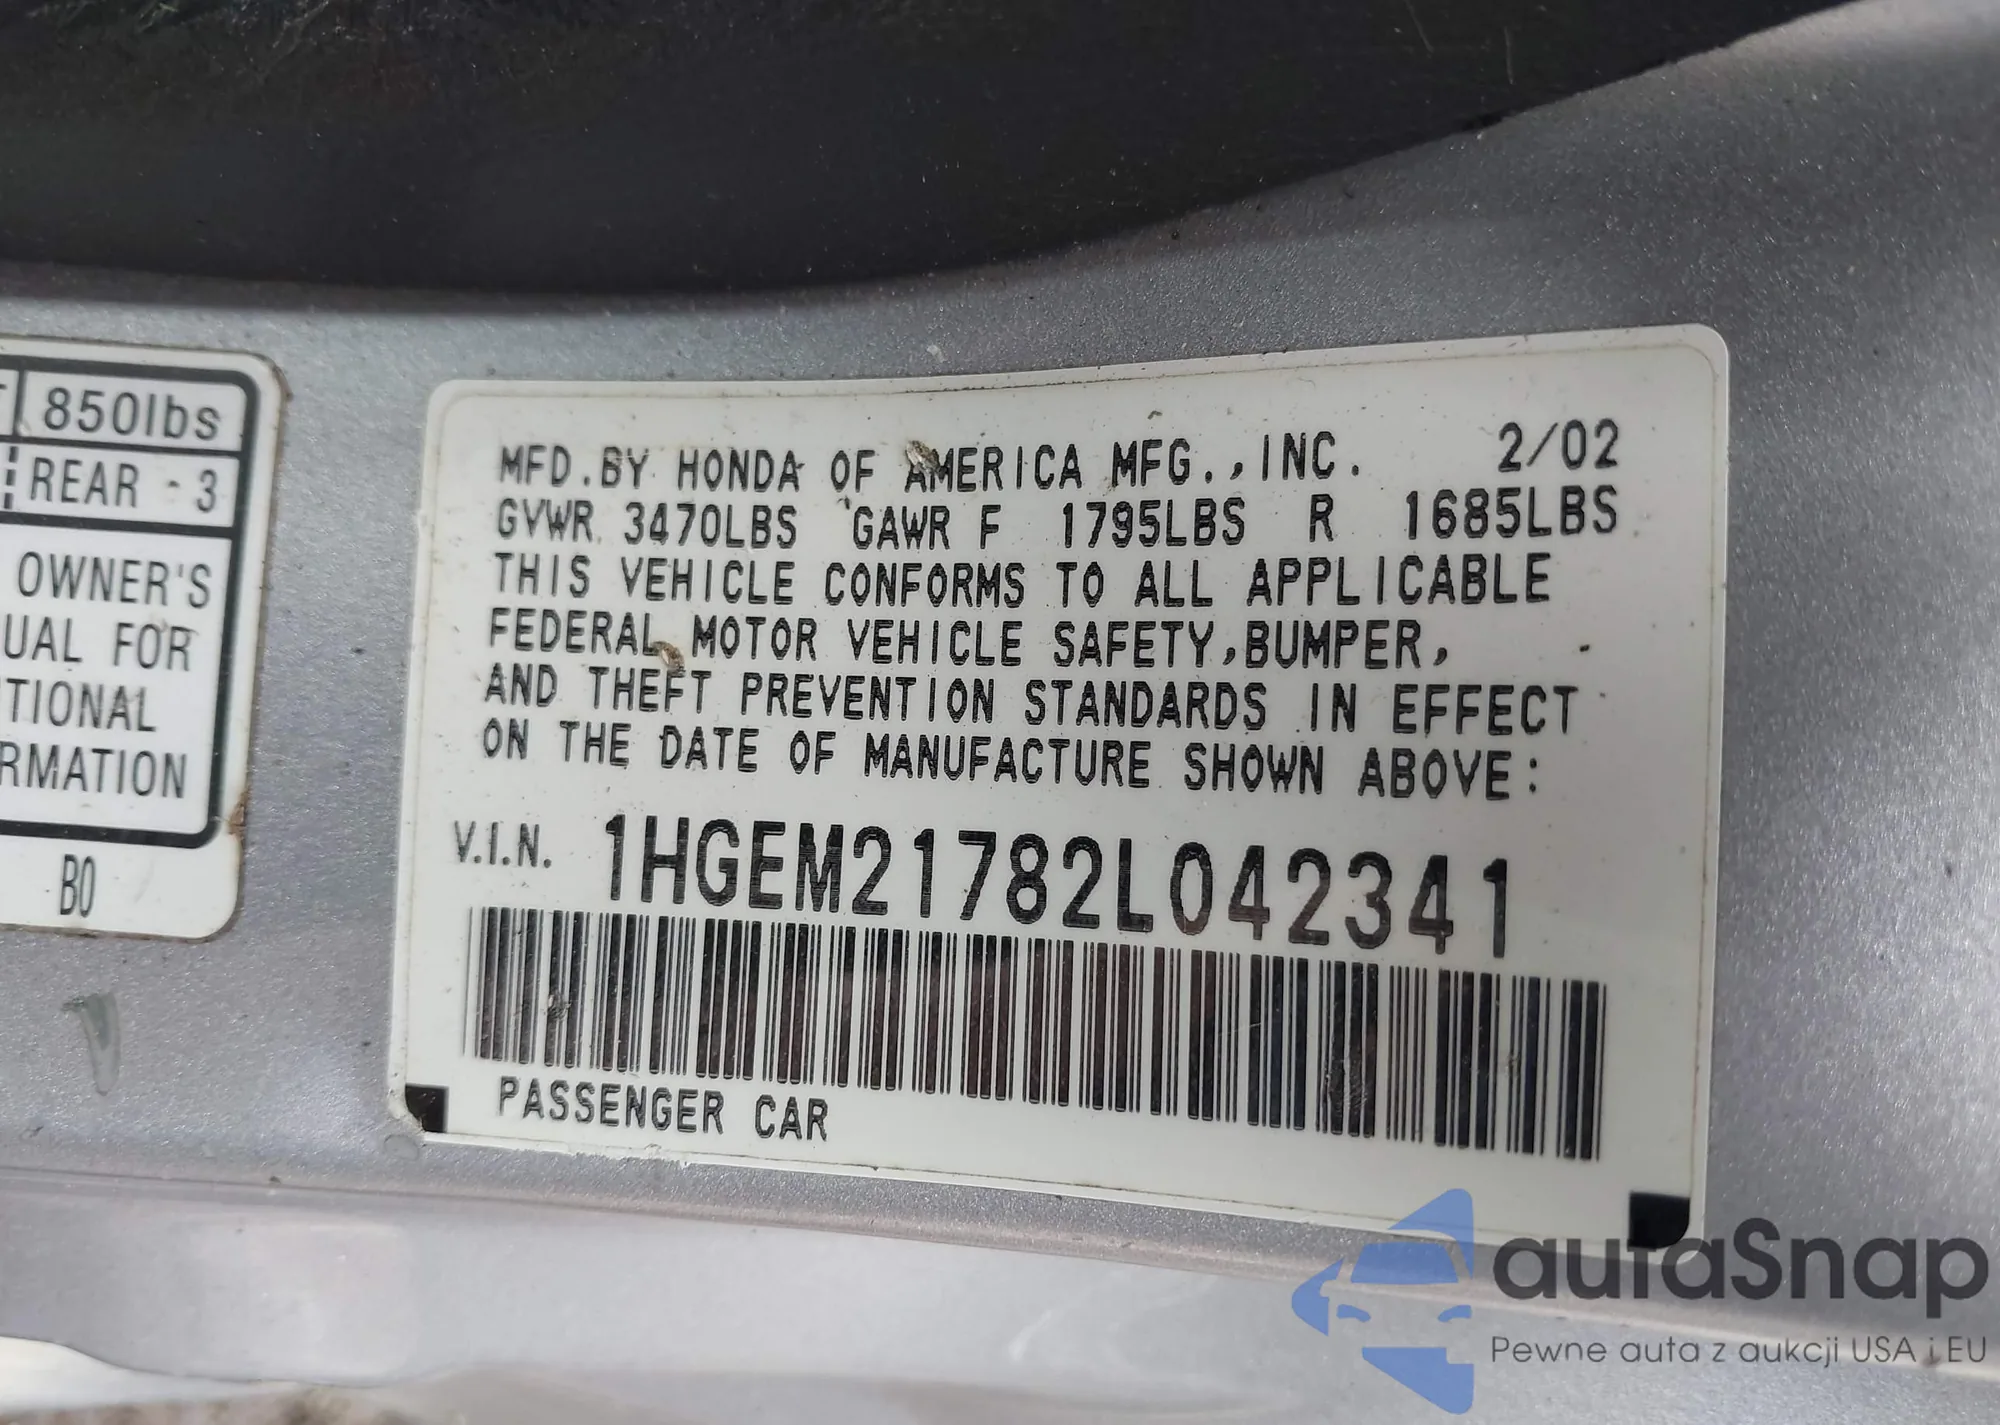 850lbs
REAR - 3
OWNER'S
UAL FOR
TIONAL
RMATION
B0
MFD.BY HONDA OF AMERICA MFG.,INC. 2/02
GVWR 3470LBS GAWR F 1795LBS R 1685LBS
THIS VEHICLE CONFORMS TO ALL APPLICABLE
FEDERAL MOTOR VEHICLE SAFETY,BUMPER,
AND THEFT PREVENTION STANDARDS IN EFFECT
ON THE DATE OF MANUFACTURE SHOWN ABOVE:
V.I.N. 1HGEM21782L042341
PASSENGER CAR
autaSnap
Pewne auta z aukcji USA i EU